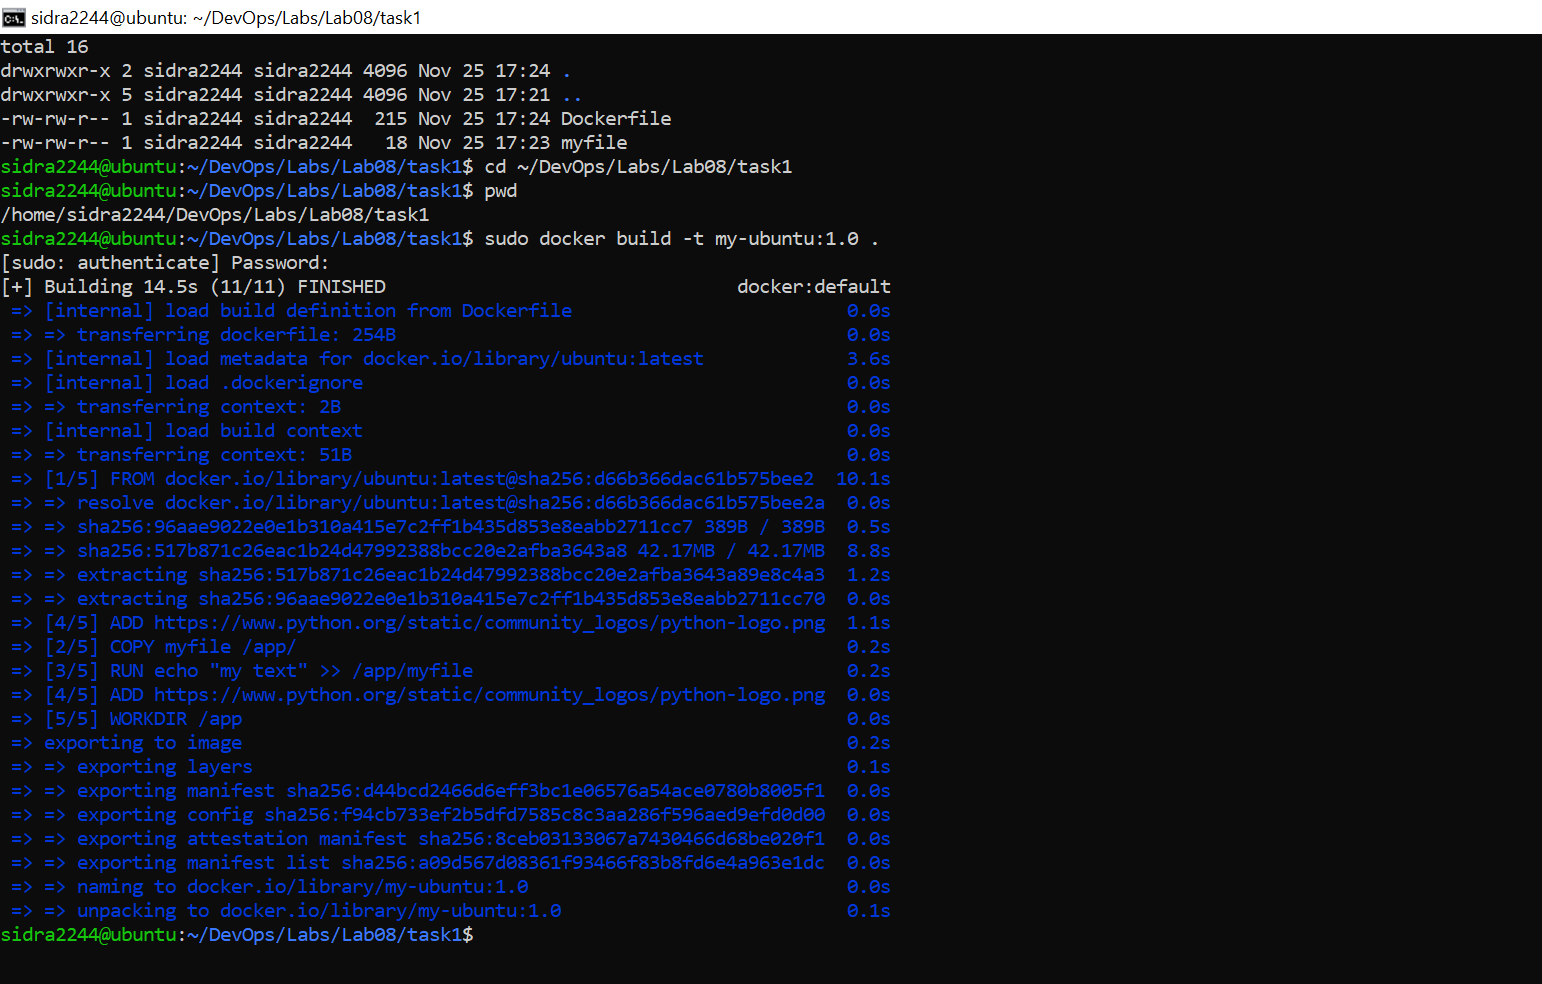 sidra2244@ubuntu: ~/DevOps/Labs/Lab08/task1
total 16
drwxrwxr-x 2 sidra2244 sidra2244 4096 Nov 25 17:24 .
drwxrwxr-x 5 sidra2244 sidra2244 4096 Nov 25 17:21 ..
-rw-rw-r-- 1 sidra2244 sidra2244  215 Nov 25 17:24 Dockerfile
-rw-rw-r-- 1 sidra2244 sidra2244   18 Nov 25 17:23 myfile
sidra2244@ubuntu:~/DevOps/Labs/Lab08/task1$ cd ~/DevOps/Labs/Lab08/task1
sidra2244@ubuntu:~/DevOps/Labs/Lab08/task1$ pwd
/home/sidra2244/DevOps/Labs/Lab08/task1
sidra2244@ubuntu:~/DevOps/Labs/Lab08/task1$ sudo docker build -t my-ubuntu:1.0 .
[sudo: authenticate] Password:
[+] Building 14.5s (11/11) FINISHED                                docker:default
 => [internal] load build definition from Dockerfile                         0.0s
 => => transferring dockerfile: 254B                                         0.0s
 => [internal] load metadata for docker.io/library/ubuntu:latest             3.6s
 => [internal] load .dockerignore                                            0.0s
 => => transferring context: 2B                                              0.0s
 => [internal] load build context                                            0.0s
 => => transferring context: 51B                                             0.0s
 => [1/5] FROM docker.io/library/ubuntu:latest@sha256:d66b366dac61b575bee2  10.1s
 => => resolve docker.io/library/ubuntu:latest@sha256:d66b366dac61b575bee2a  0.0s
 => => sha256:96aae9022e0e1b310a415e7c2ff1b435d853e8eabb2711cc7 389B / 389B  0.5s
 => => sha256:517b871c26eac1b24d47992388bcc20e2afba3643a8 42.17MB / 42.17MB  8.8s
 => => extracting sha256:517b871c26eac1b24d47992388bcc20e2afba3643a89e8c4a3  1.2s
 => => extracting sha256:96aae9022e0e1b310a415e7c2ff1b435d853e8eabb2711cc70  0.0s
 => [4/5] ADD https://www.python.org/static/community_logos/python-logo.png  1.1s
 => [2/5] COPY myfile /app/                                                  0.2s
 => [3/5] RUN echo "my text" >> /app/myfile                                  0.2s
 => [4/5] ADD https://www.python.org/static/community_logos/python-logo.png  0.0s
 => [5/5] WORKDIR /app                                                       0.0s
 => exporting to image                                                       0.2s
 => => exporting layers                                                      0.1s
 => => exporting manifest sha256:d44bcd2466d6eff3bc1e06576a54ace0780b8005f1  0.0s
 => => exporting config sha256:f94cb733ef2b5dfd7585c8c3aa286f596aed9efd0d00  0.0s
 => => exporting attestation manifest sha256:8ceb03133067a7430466d68be020f1  0.0s
 => => exporting manifest list sha256:a09d567d08361f93466f83b8fd6e4a963e1dc  0.0s
 => => naming to docker.io/library/my-ubuntu:1.0                             0.0s
 => => unpacking to docker.io/library/my-ubuntu:1.0                          0.1s
sidra2244@ubuntu:~/DevOps/Labs/Lab08/task1$